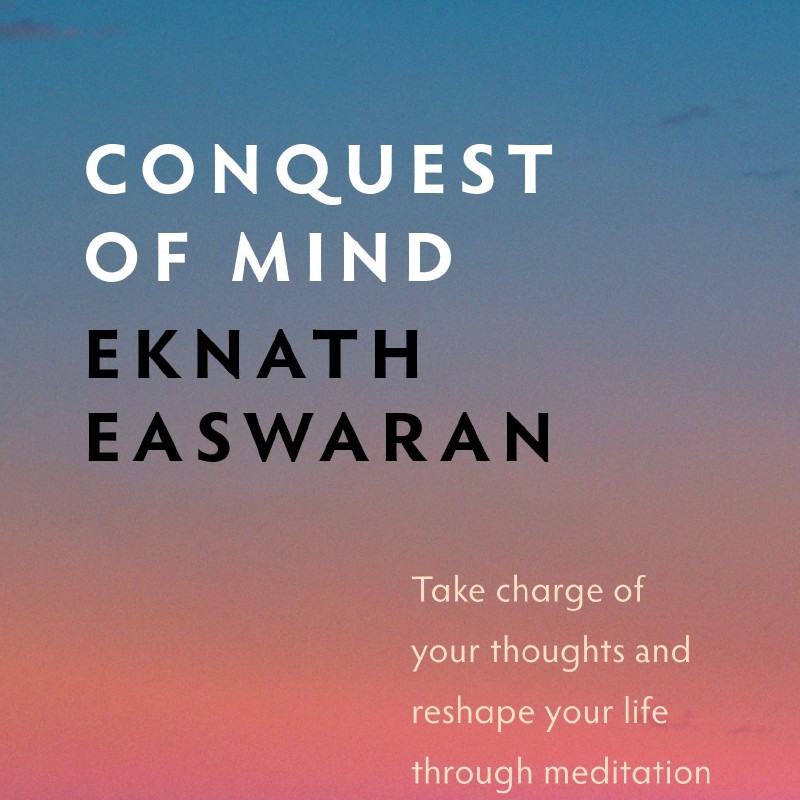 CONQUEST
OF MIND
EKNATH
EASWARAN
Take charge of
your thoughts and
reshape your life
through meditation